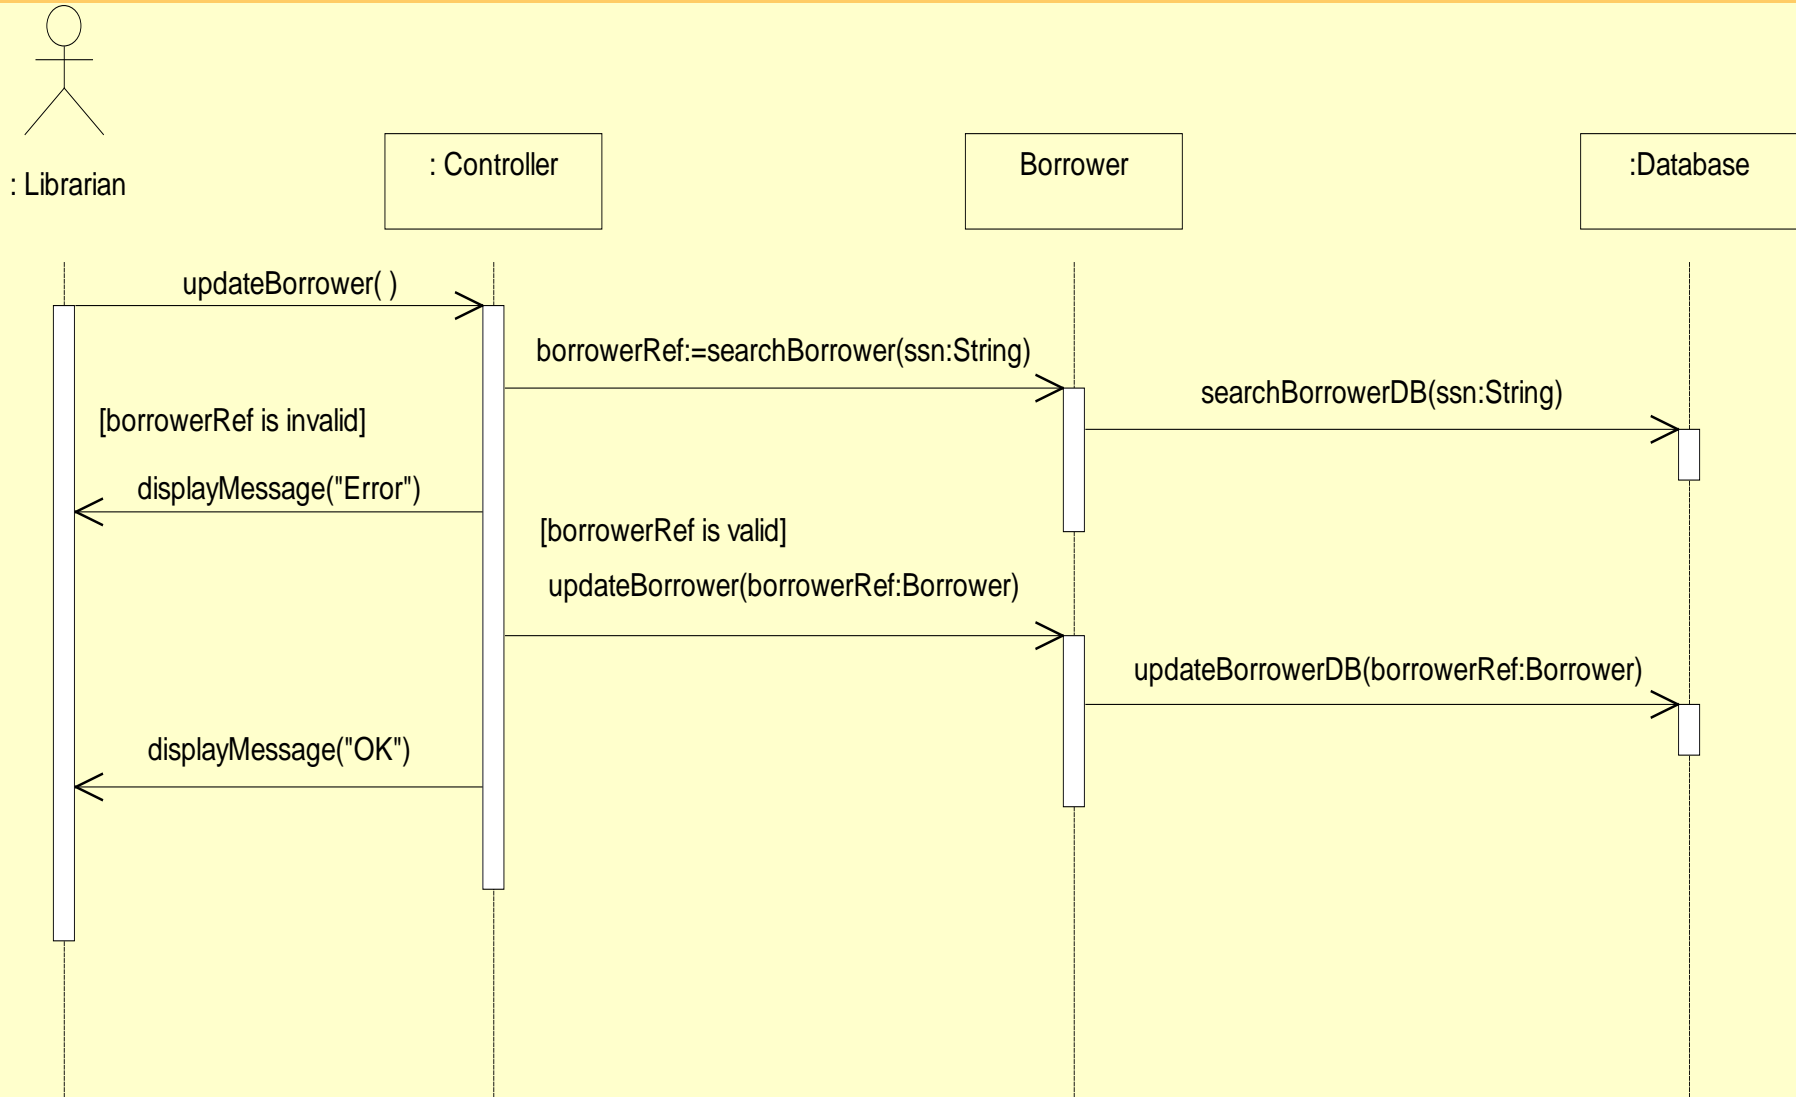 : Librarian
: Controller
Borrower
:Database
updateBorrower( )
borrowerRef:=searchBorrower(ssn:String)
searchBorrowerDB(ssn:String)
[borrowerRef is invalid]
displayMessage("Error")
[borrowerRef is valid]
updateBorrower(borrowerRef:Borrower)
updateBorrowerDB(borrowerRef:Borrower)
displayMessage("OK")